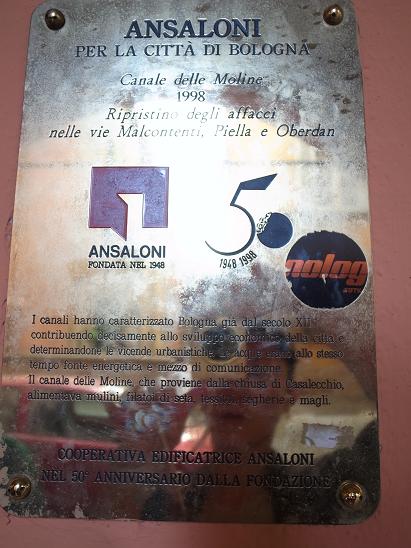 ANSALONI
PER LA CITTÀ DI BOLOGNA
Canale delle Moline
1998
Ripristino degli affacci
nelle vie Malcontenti, Piella e Oberdan
ANSALONI
FONDATA NEL 1948
50
1948 1998
nolog
I canali hanno caratterizzato Bologna già dal secolo XII°
contribuendo decisamente allo sviluppo economico della città e
determinandone le vicende urbanistiche, le acque erano allo stesso
tempo fonte energetica e mezzo di comunicazione.
Il canale delle Moline, che proviene dalla chiusa di Casalecchio,
alimentava mulini, filatoi di seta, tessitoi, segherie e magli.
COOPERATIVA EDIFICATRICE ANSALONI
NEL 50° ANNIVERSARIO DALLA FONDAZIONE